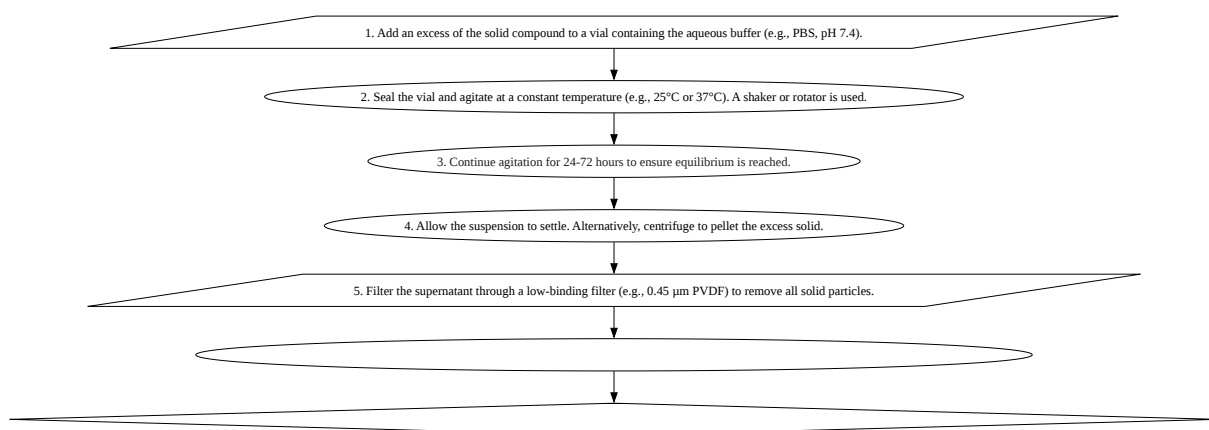 1. Add an excess of the solid compound to a vial containing the aqueous buffer (e.g., PBS, pH 7.4).
2. Seal the vial and agitate at a constant temperature (e.g., 25°C or 37°C). A shaker or rotator is used.
3. Continue agitation for 24-72 hours to ensure equilibrium is reached.
4. Allow the suspension to settle. Alternatively, centrifuge to pellet the excess solid.
5. Filter the supernatant through a low-binding filter (e.g., 0.45 µm PVDF) to remove all solid particles.